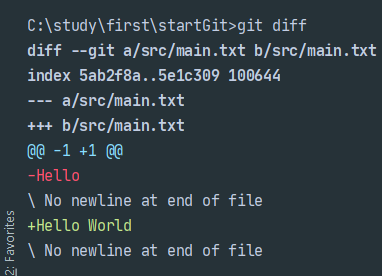 C:\study\first\startGit>git diff
diff --git a/src/main.txt b/src/main.txt
index 5ab2f8a..5e1c309 100644
--- a/src/main.txt
+++ b/src/main.txt
@@ -1 +1 @@
-Hello
\ No newline at end of file
+Hello World
\ No newline at end of file
2: Favorites